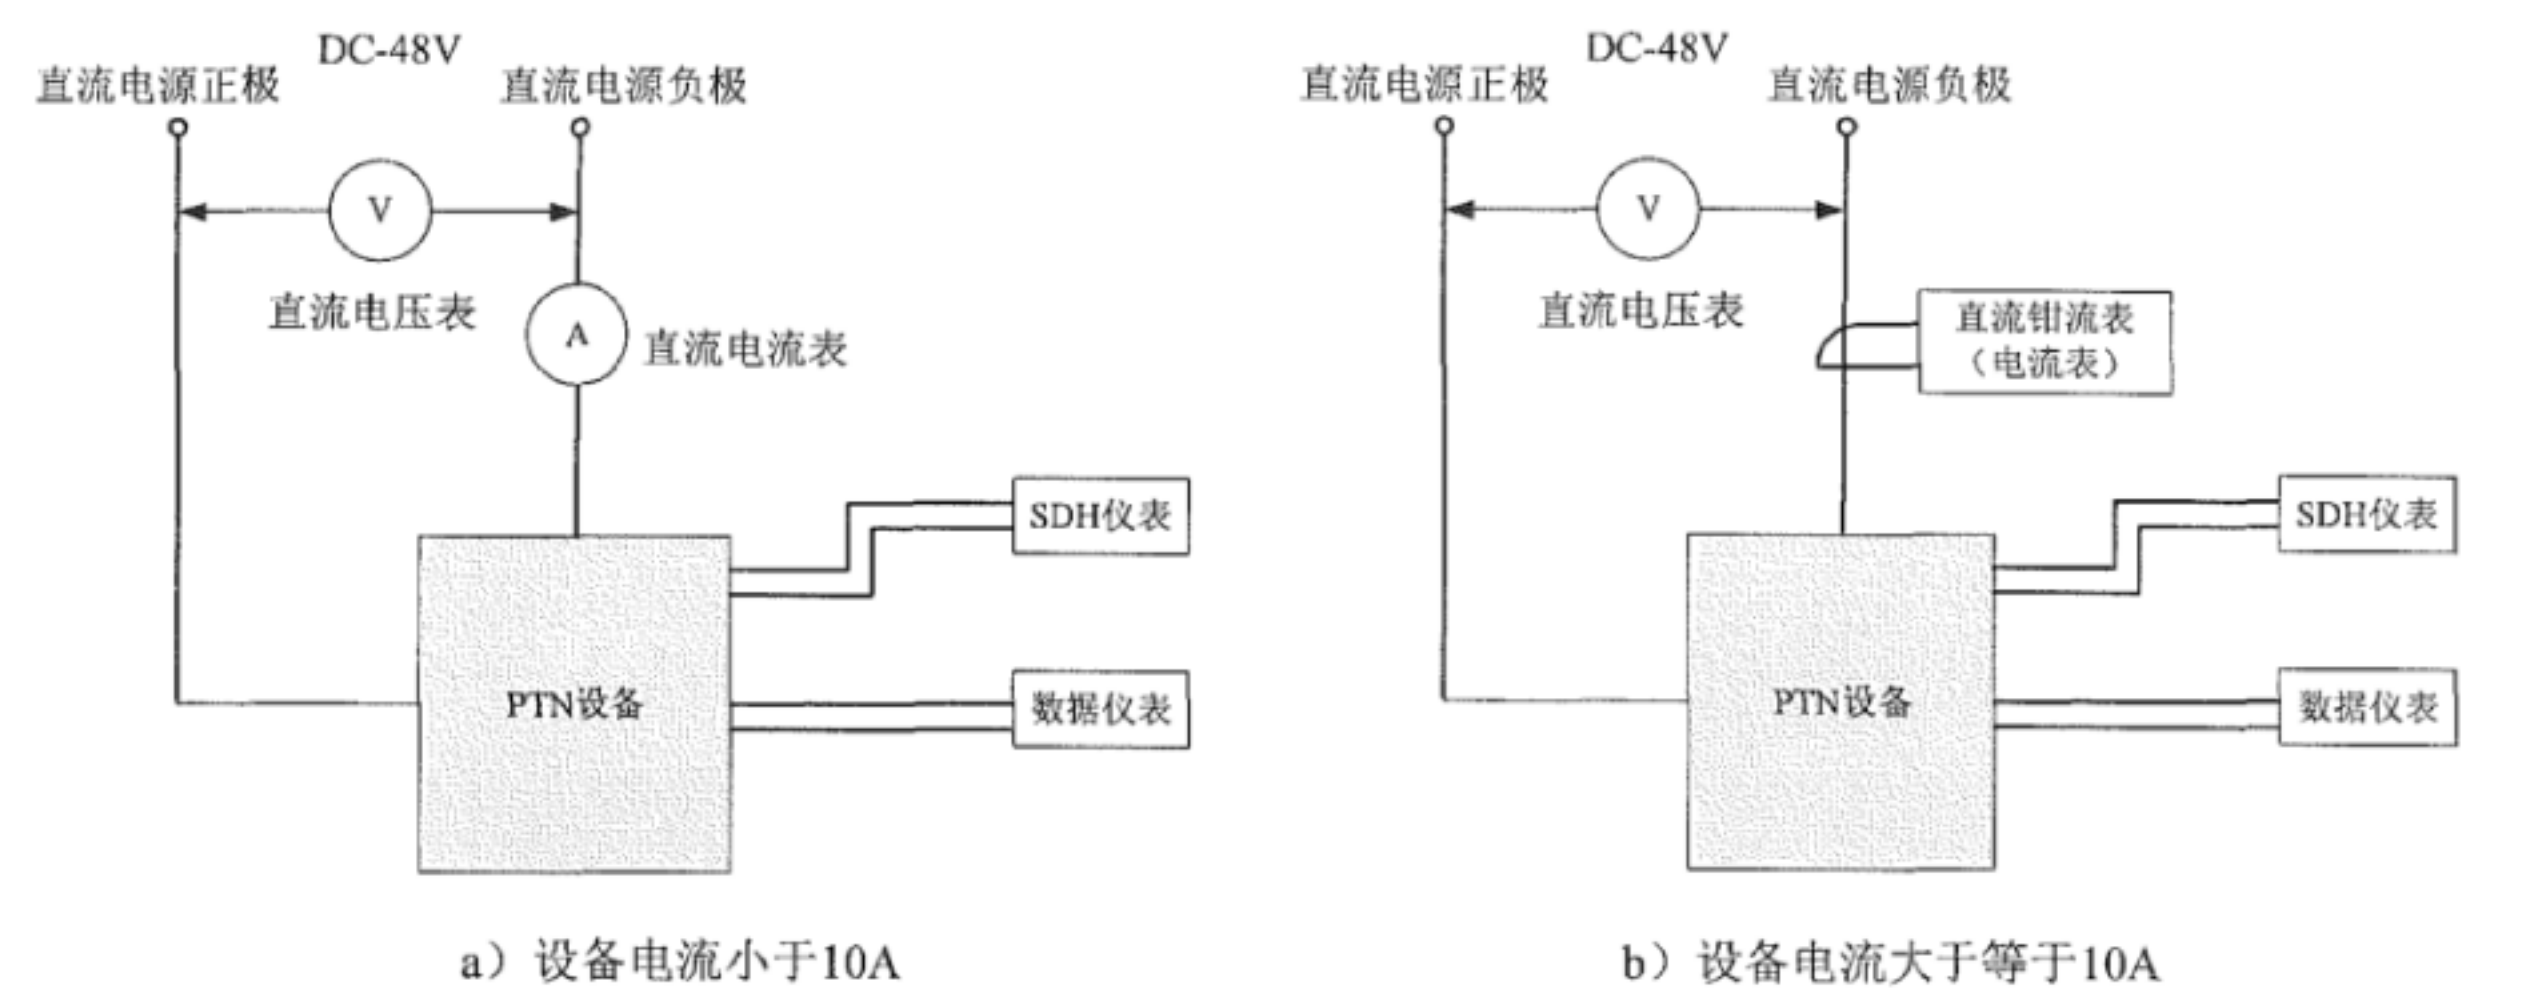 DC-48V
直流电源正极
直流电源负极
V
直流电压表
A
直流电流表
SDH仪表
PTN设备
数据仪表
a）设备电流小于10A
DC-48V
直流电源正极
直流电源负极
V
直流电压表
直流钳流表
（电流表）
SDH仪表
PTN设备
数据仪表
b）设备电流大于等于10A